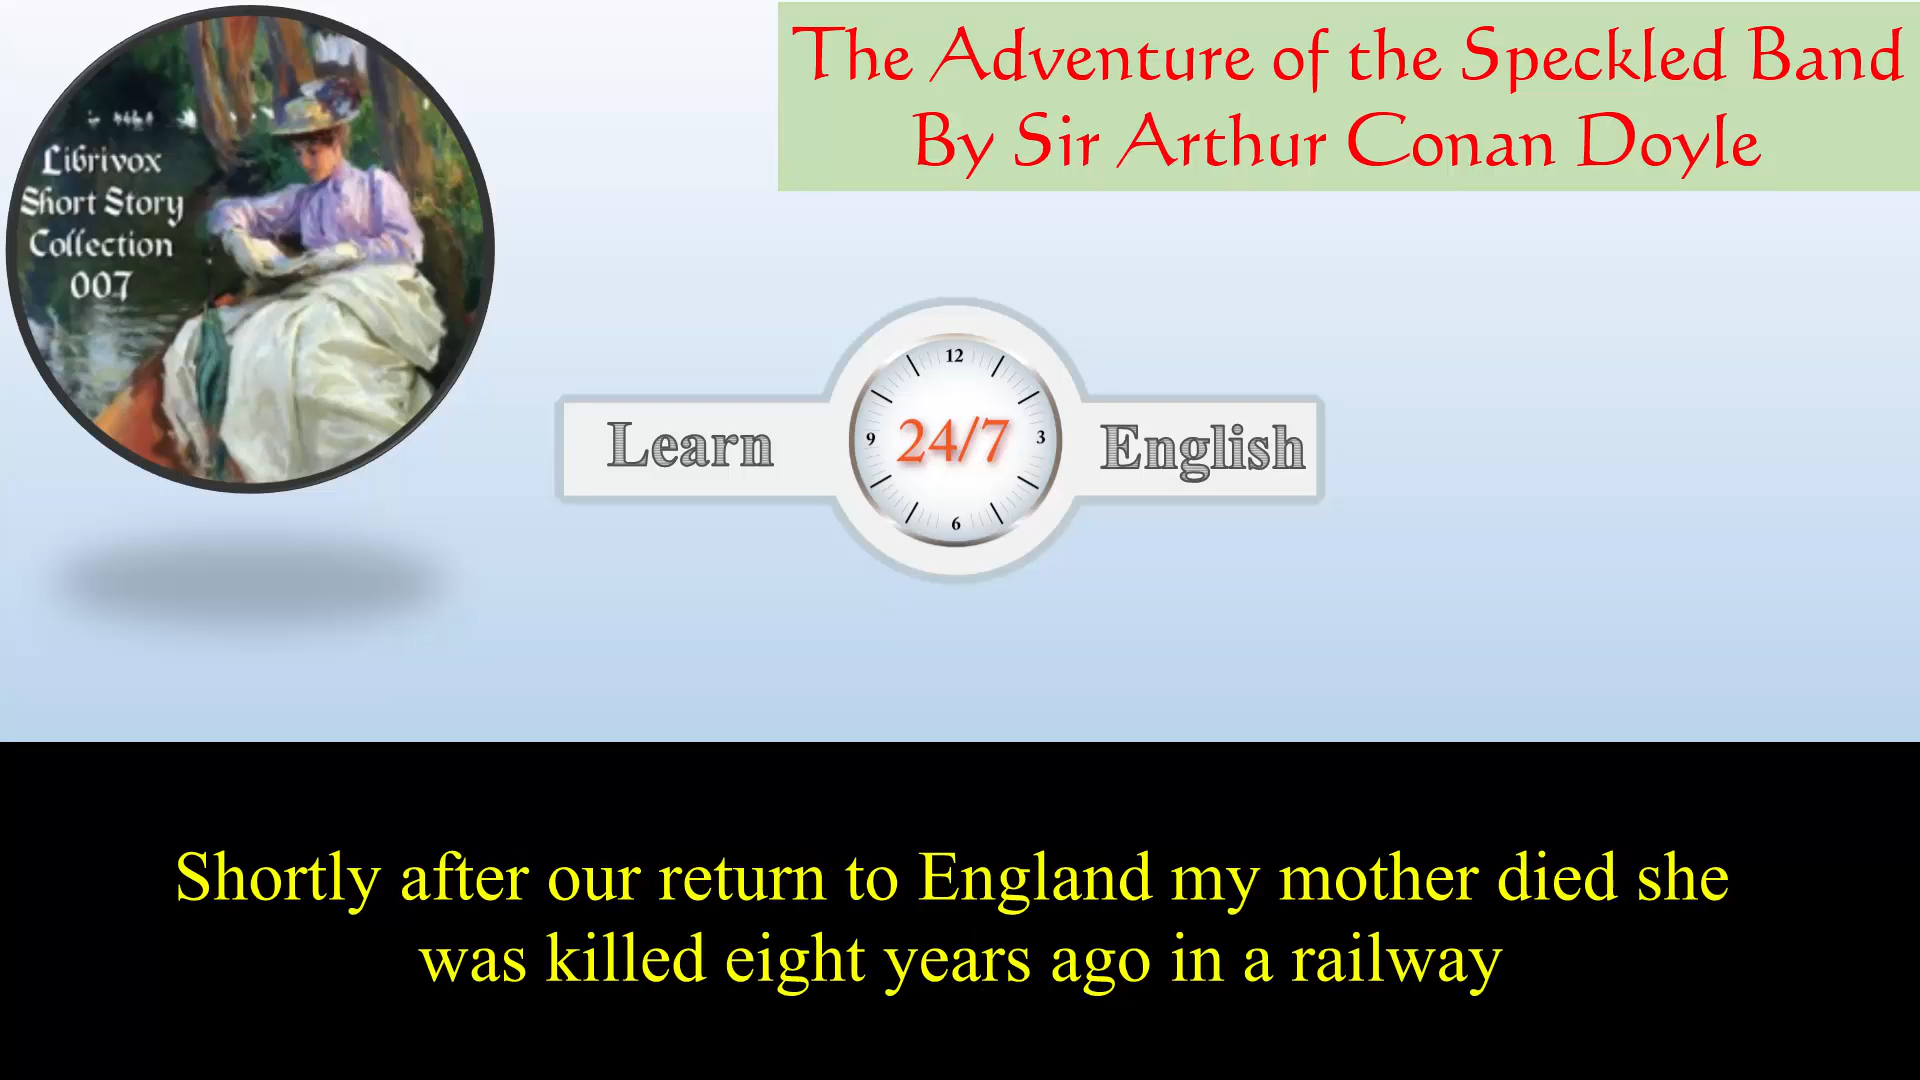 The Adventure of the Speckled Band
By Sir Arthur Conan Doyle
Librivox
Short Story
Collection
007
12
Learn
9
24/7
3
English
6
Shortly after our return to England my mother died she
was killed eight years ago in a railway